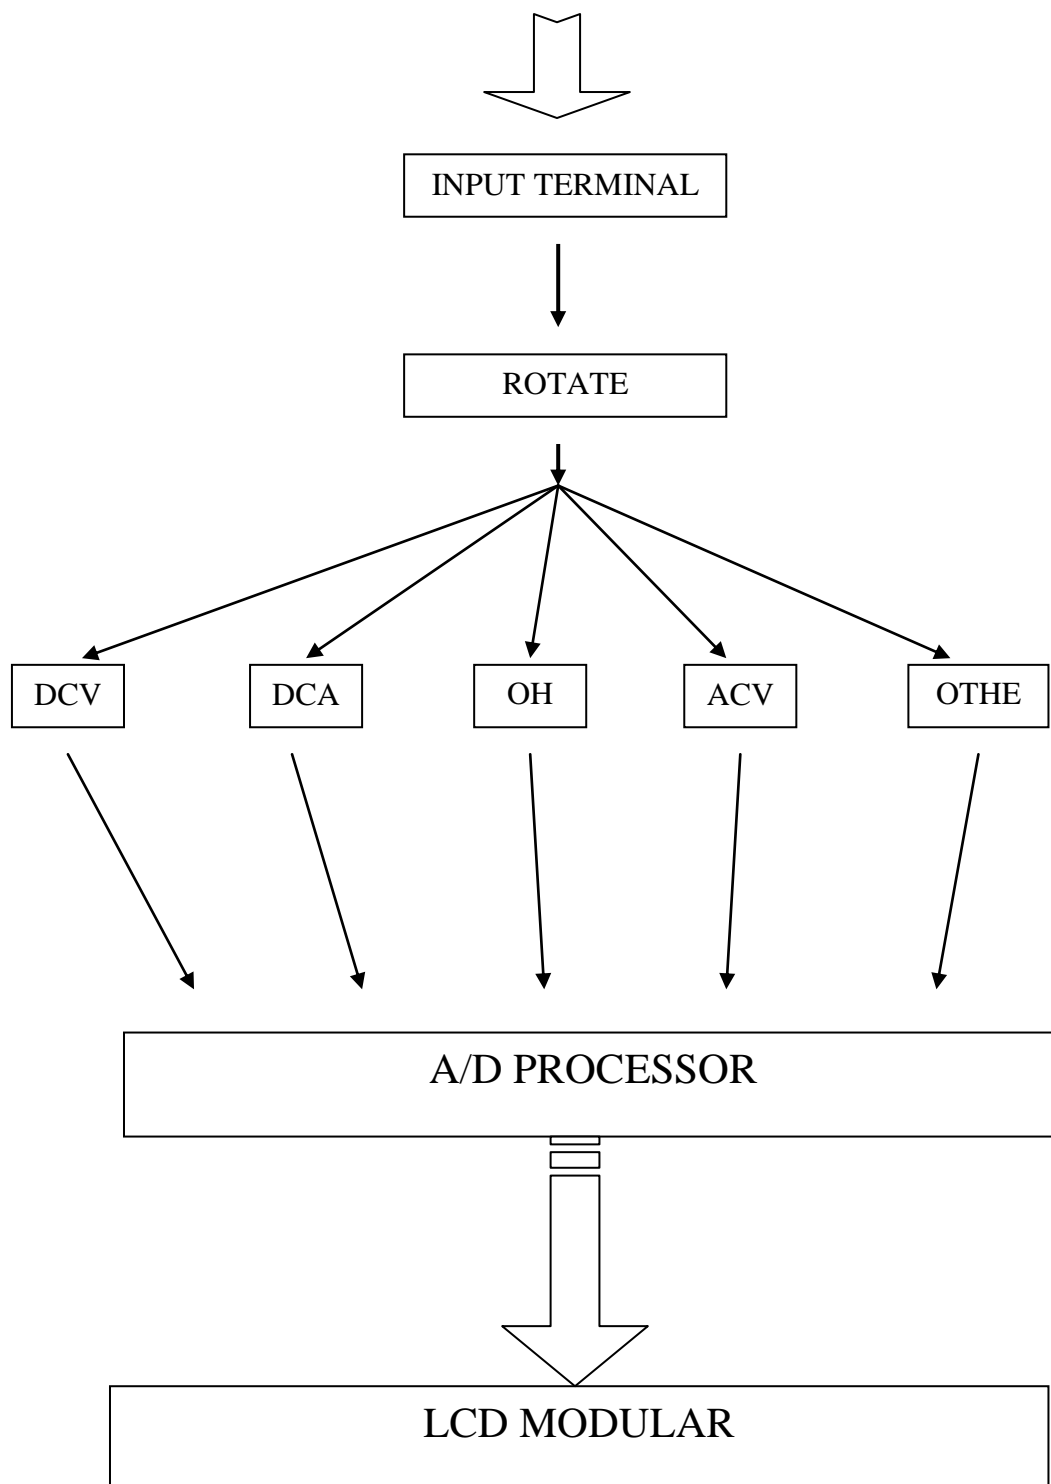 INPUT TERMINAL
ROTATE
DCV
DCA
OH
ACV
OTHE
A/D PROCESSOR
LCD MODULAR